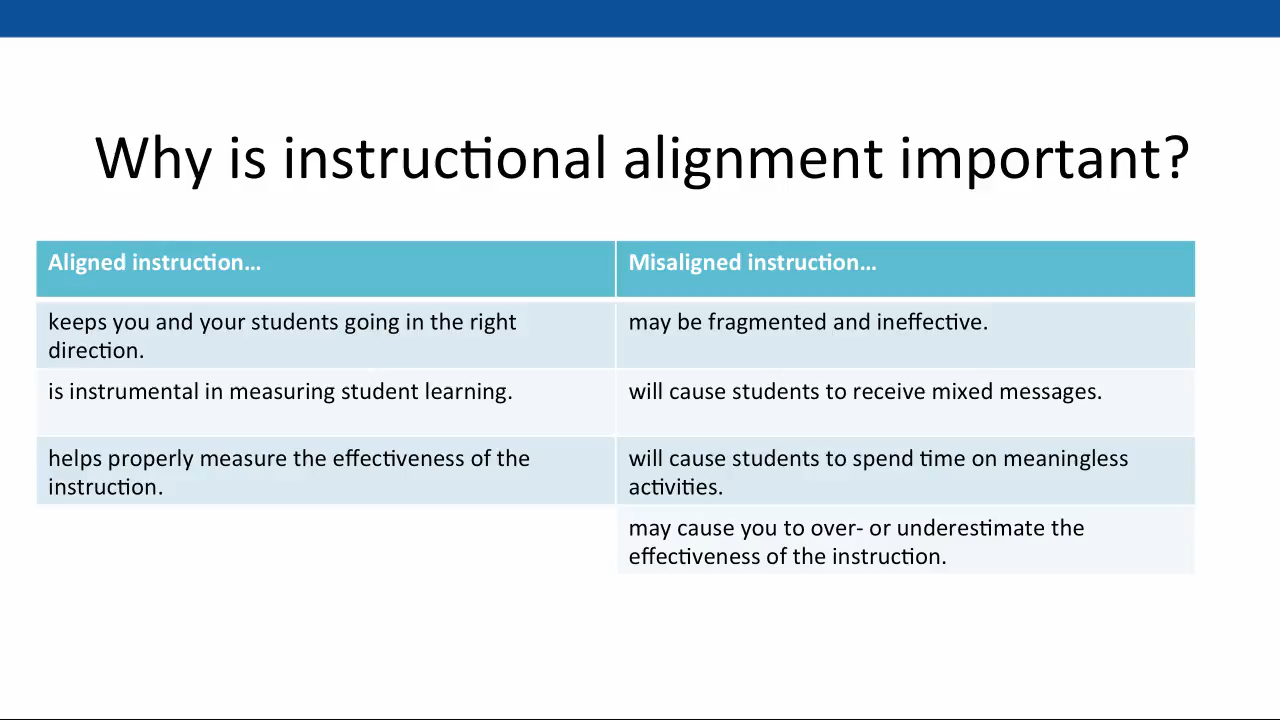 Why is instructional alignment important?
Aligned instruction…
Misaligned instruction…
keeps you and your students going in the right
direction.
may be fragmented and ineffective.
is instrumental in measuring student learning.
will cause students to receive mixed messages.
helps properly measure the effectiveness of the
instruction.
will cause students to spend time on meaningless
activities.
may cause you to over- or underestimate the
effectiveness of the instruction.